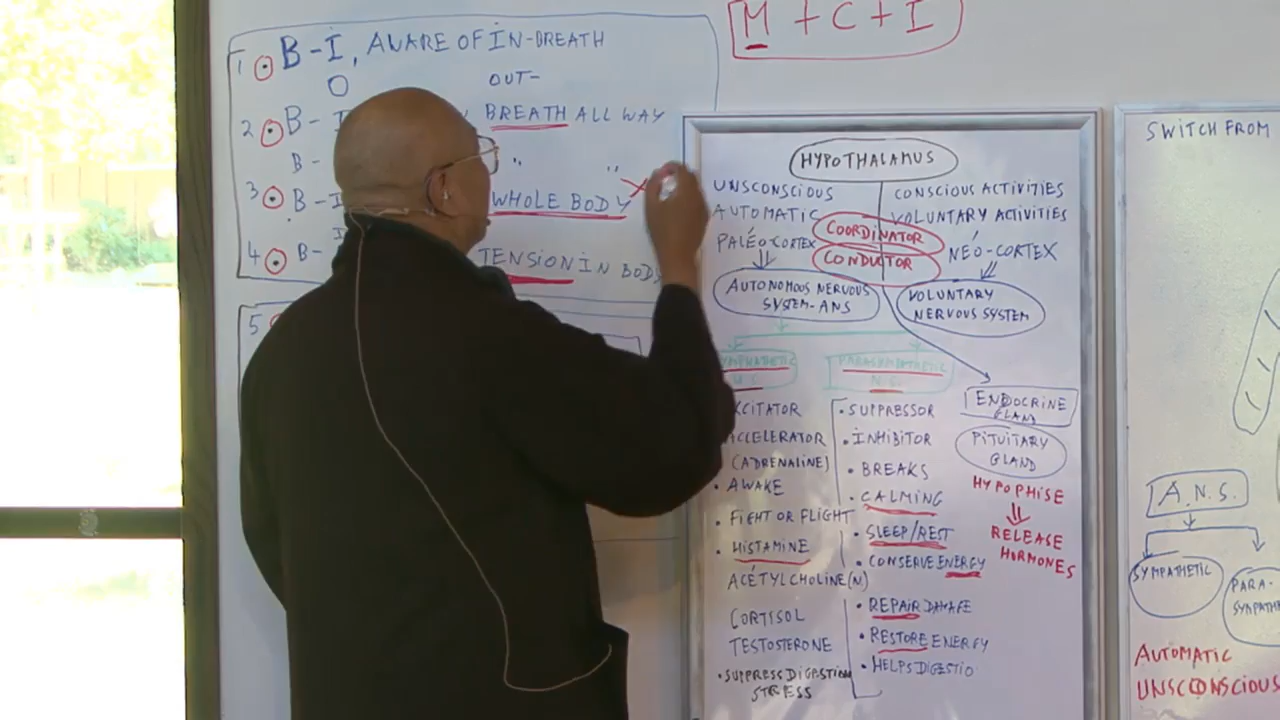 1 B-I, AWARE OF IN-BREATH
O OUT-
2 B- BREATH ALL WAY
B- " "
3 B-I WHOLE BODY
4 B- TENSION IN BODY
5
M + C + I
HYPOTHALAMUS
UNSCONSCIOUS
AUTOMATIC
PALÉO-CORTEX
CONSCIOUS ACTIVITIES
VOLUNTARY ACTIVITIES
NÉO-CORTEX
COORDINATOR
CONDUCTOR
AUTONOMOUS NERVOUS
SYSTEM-ANS
VOLUNTARY
NERVOUS SYSTEM
PARASYMPATHETIC
N.S.
XCITATOR
ACCELERATOR
(ADRENALINE)
• AWAKE
• FIGHT OR FLIGHT
• HISTAMINE
ACÉTYLCHOLINE(N)
CORTISOL
TESTOSTERONE
• SUPPRESS DIGESTION
STRESS
• SUPPRESSOR
• INHIBITOR
• BREAKS
• CALMING
• SLEEP/REST
• CONSERVE ENERGY
• REPAIR DAMAFE
• RESTORE ENERGY
• HELPS DIGESTIO
ENDOCRINE
GLAND
PITUITARY
GLAND
HYPOPHISE
RELEASE
HORMONES
SWITCH FROM
A.N.S.
SYMPATHETIC
PARA-
SYMPATH
AUTOMATIC
UNSCONSCIOUS